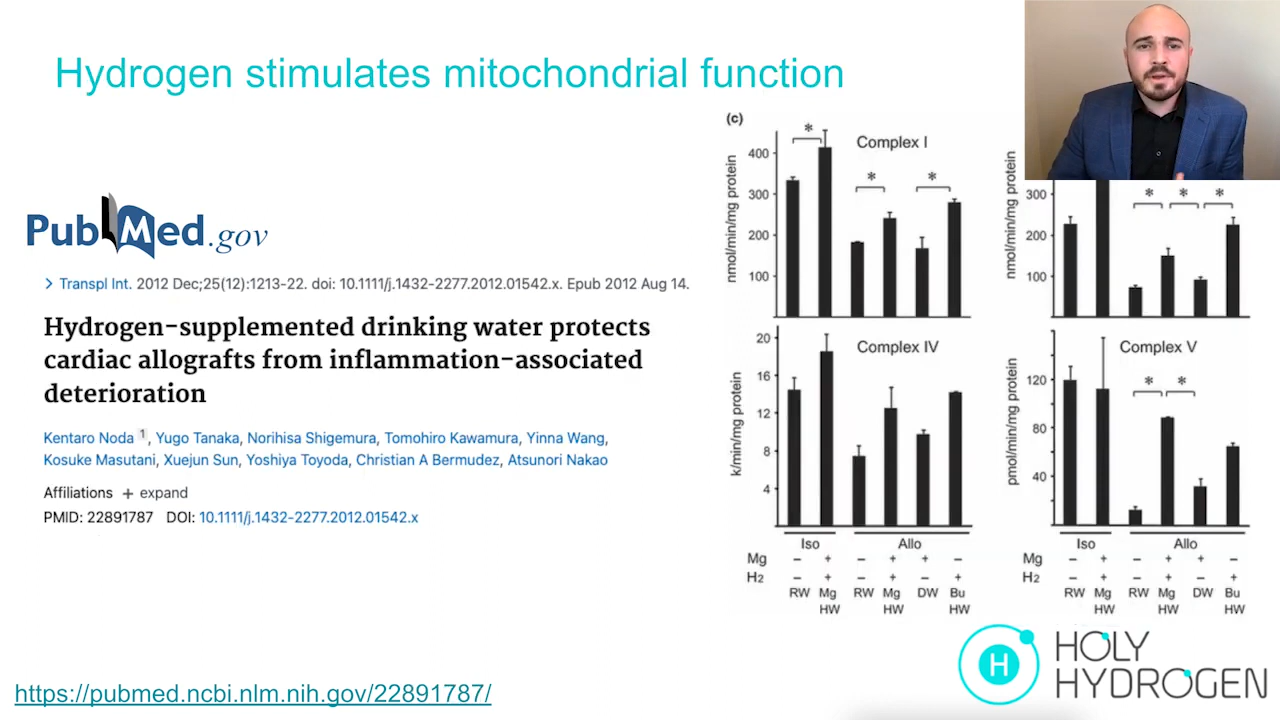 Hydrogen stimulates mitochondrial function
PubMed.gov
Transpl Int. 2012 Dec;25(12):1213-22. doi: 10.1111/j.1432-2277.2012.01542.x. Epub 2012 Aug 14.
Hydrogen-supplemented drinking water protects
cardiac allografts from inflammation-associated
deterioration
Kentaro Noda 1, Yugo Tanaka, Norihisa Shigemura, Tomohiro Kawamura, Yinna Wang,
Kosuke Masutani, Xuejun Sun, Yoshiya Toyoda, Christian A Bermudez, Atsunori Nakao
Affiliations + expand
PMID: 22891787 DOI: 10.1111/j.1432-2277.2012.01542.x
https://pubmed.ncbi.nlm.nih.gov/22891787/
(c)
Complex I
nmol/min/mg protein
400
300
200
100
* * *
nmol/min/mg protein
300
200
100
* * *
Complex IV
k/min/mg protein
20
16
12
8
4
Complex V
pmol/min/mg protein
120
80
40
* *
Iso Allo
Mg - + - + + -
H2 - + - + - +
RW Mg HW RW Mg HW DW Bu HW
Iso Allo
Mg - + - + + -
H2 - + - + - +
RW Mg HW RW Mg HW DW Bu HW
H
HOLY
HYDROGEN